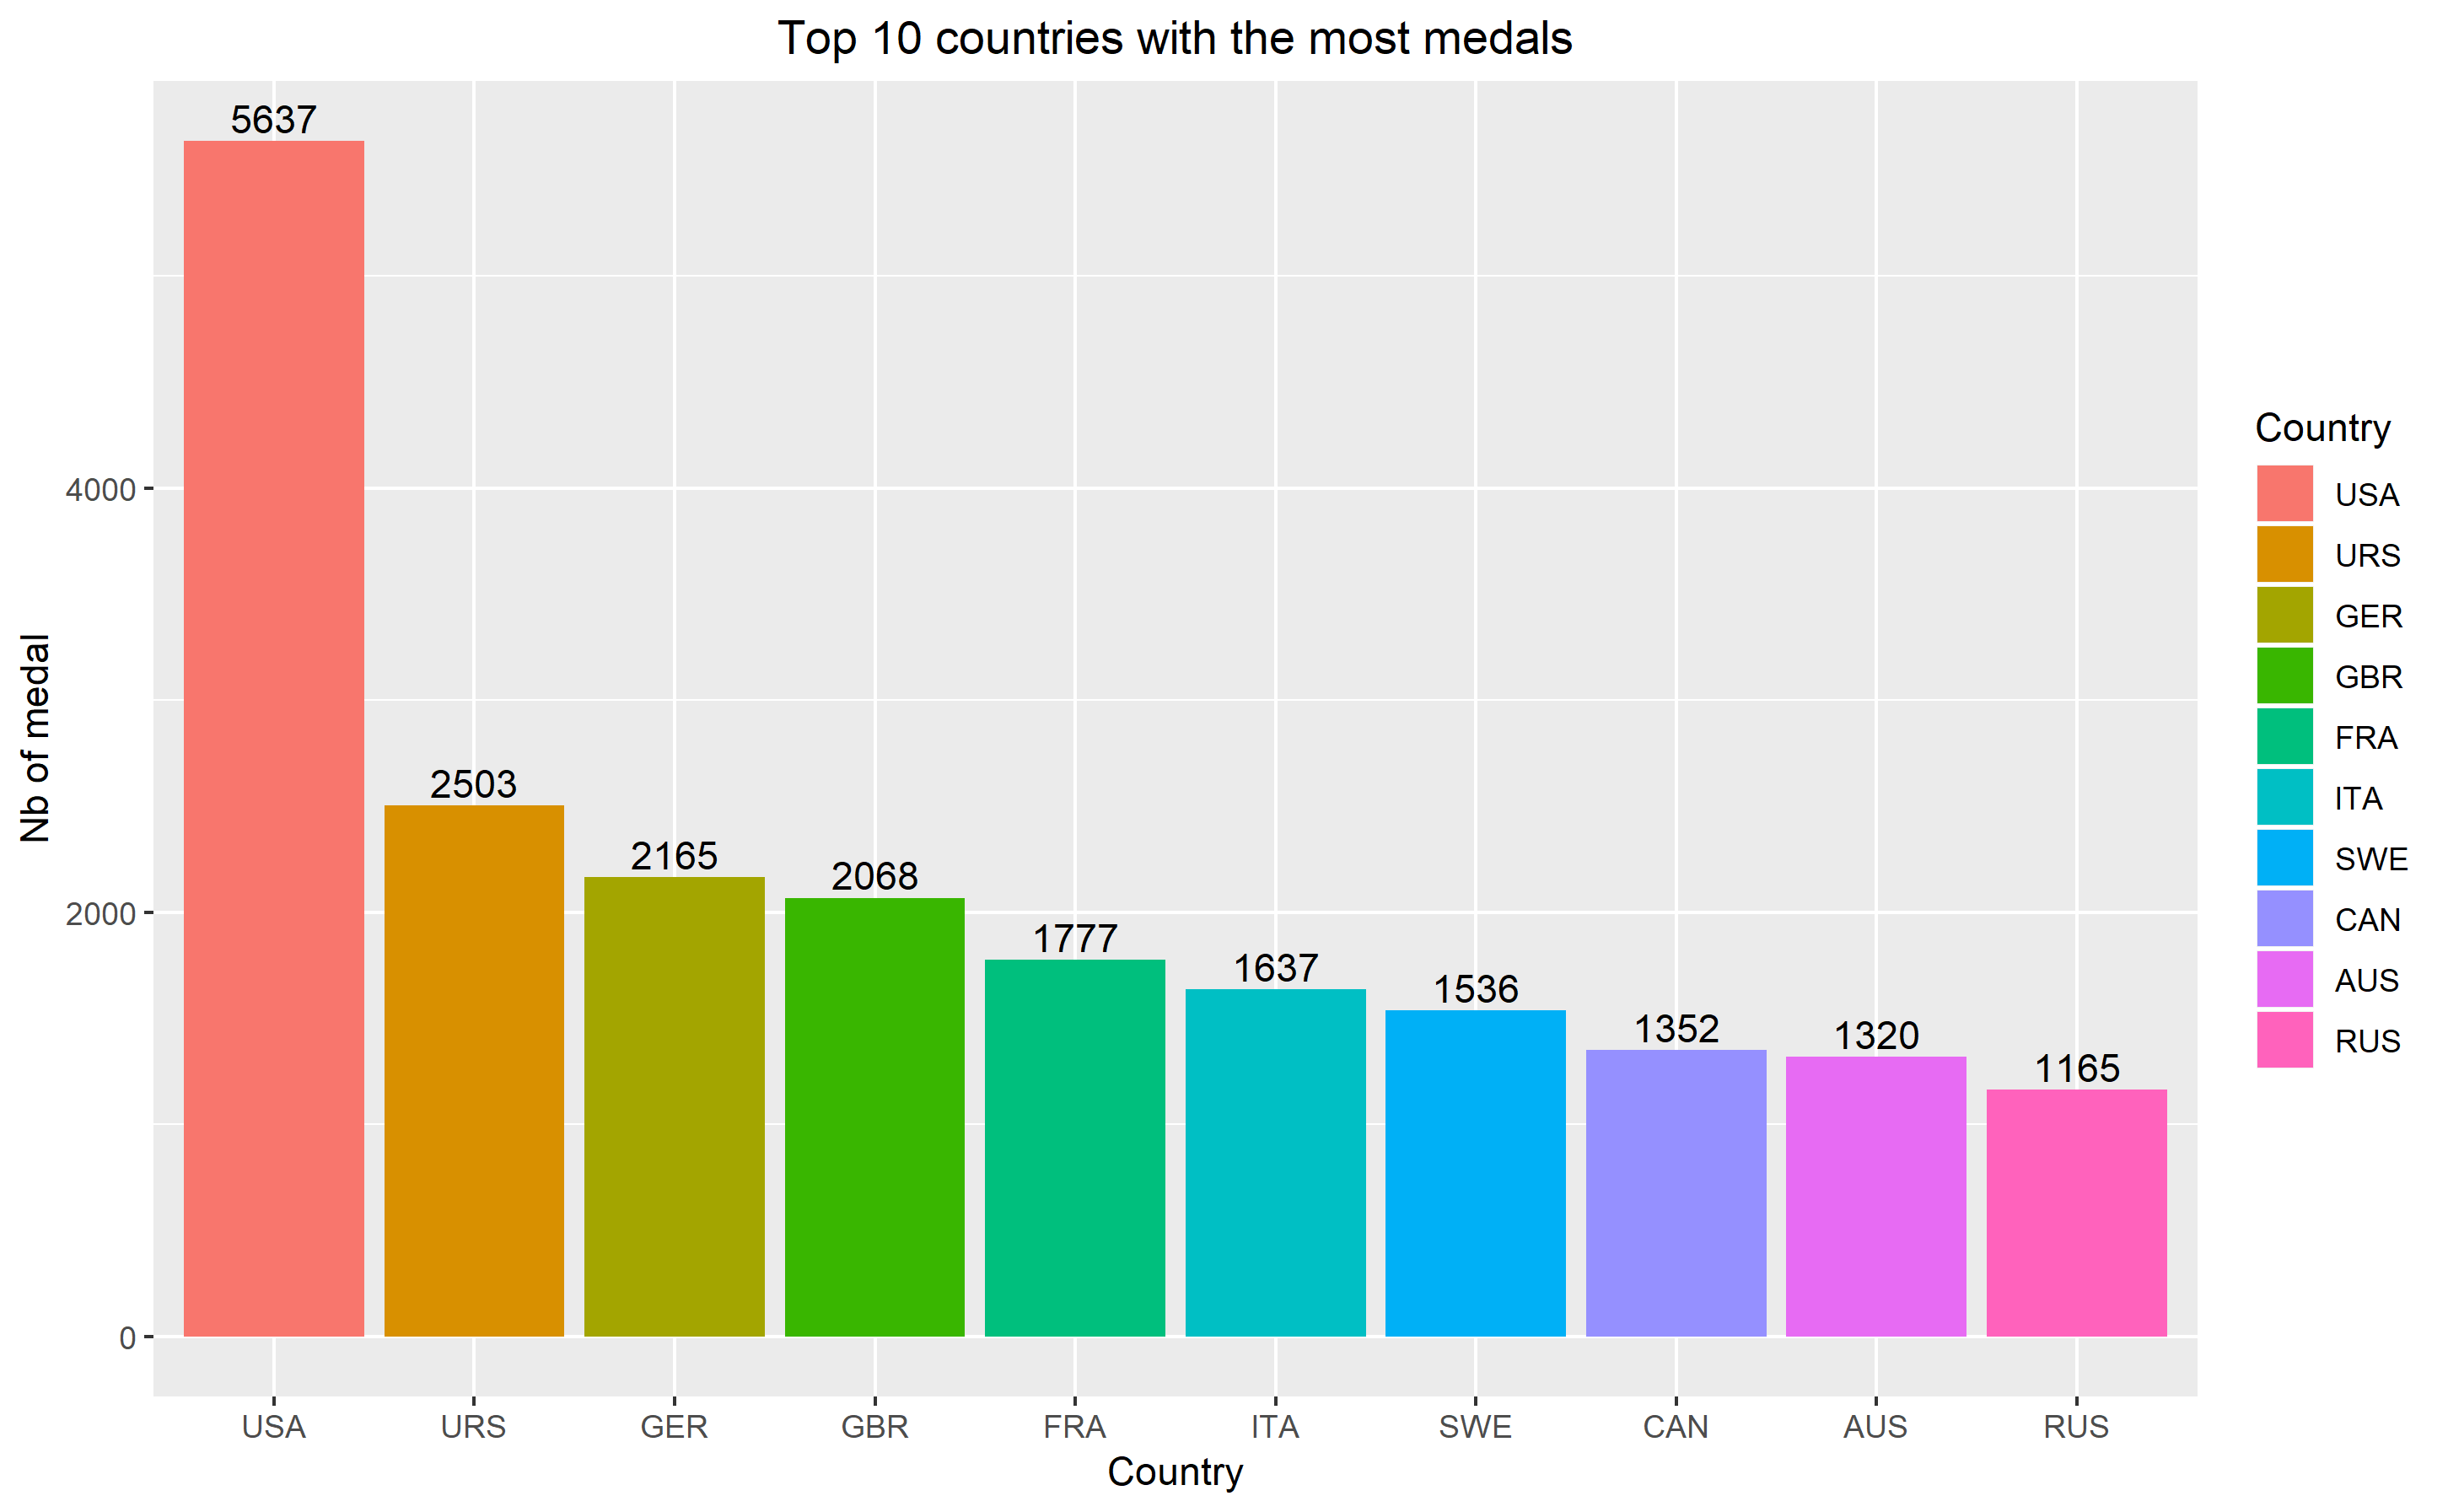 Top 10 countries with the most medals
5637
2503
2165
2068
1777
1637
1536
1352
1320
1165
4000
2000
0
Nb of medal
USA URS GER GBR FRA ITA SWE CAN AUS RUS
Country
Country
USA
URS
GER
GBR
FRA
ITA
SWE
CAN
AUS
RUS